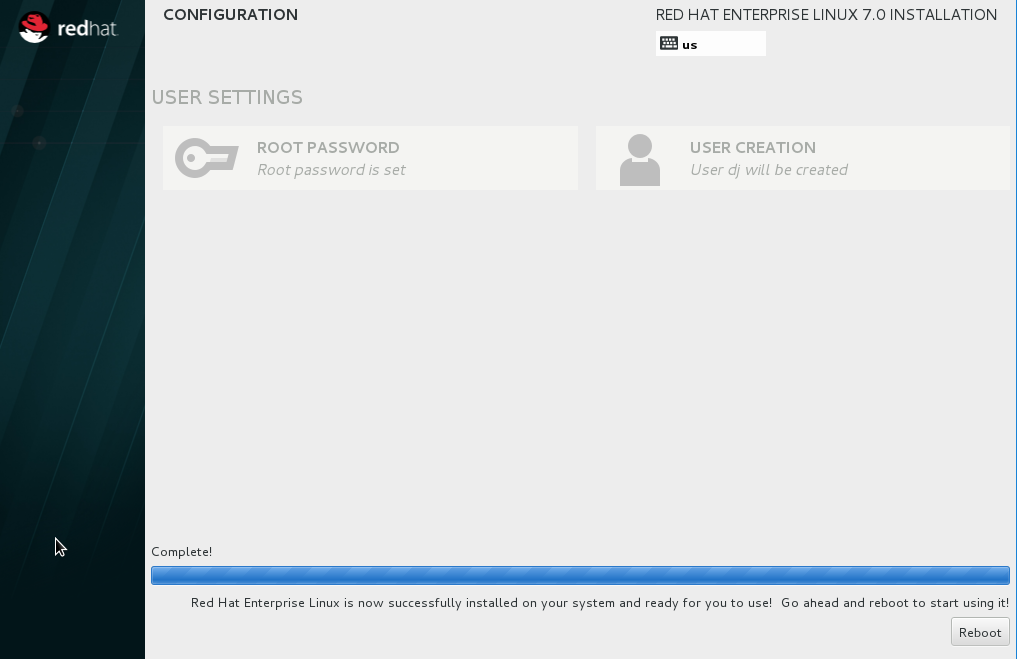 redhat.
CONFIGURATION
RED HAT ENTERPRISE LINUX 7.0 INSTALLATION
us
USER SETTINGS
ROOT PASSWORD
Root password is set
USER CREATION
User dj will be created
Complete!
Red Hat Enterprise Linux is now successfully installed on your system and ready for you to use!  Go ahead and reboot to start using it!
Reboot